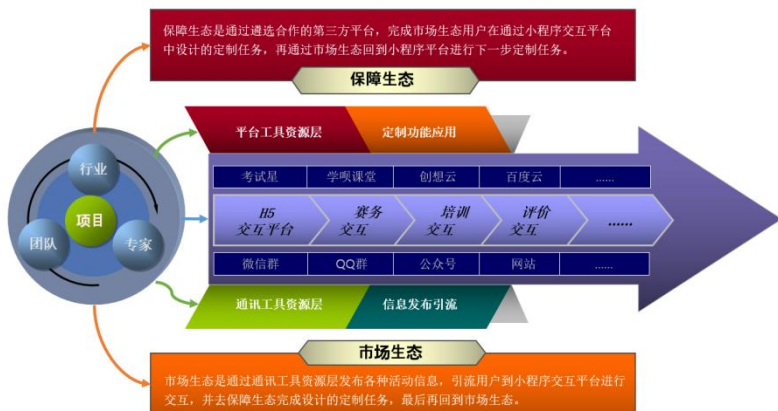 保障生态是通过遴选合作的第三方平台，完成市场生态用户在通过小程序交互平台
中设计的定制任务，再通过市场生态回到小程序平台进行下一步定制任务。
保障生态
平台工具资源层
定制功能应用
行业
项目
团队
专家
考试星
学呗课堂
创想云
百度云
......
H5
交互平台
赛务
交互
培训
交互
评价
交互
......
微信群
QQ群
公众号
网站
......
通讯工具资源层
信息发布引流
市场生态
市场生态是通过通讯工具资源层发布各种活动信息，引流用户到小程序交互平台进行
交互，并去保障生态完成设计的定制任务，最后再回到市场生态。